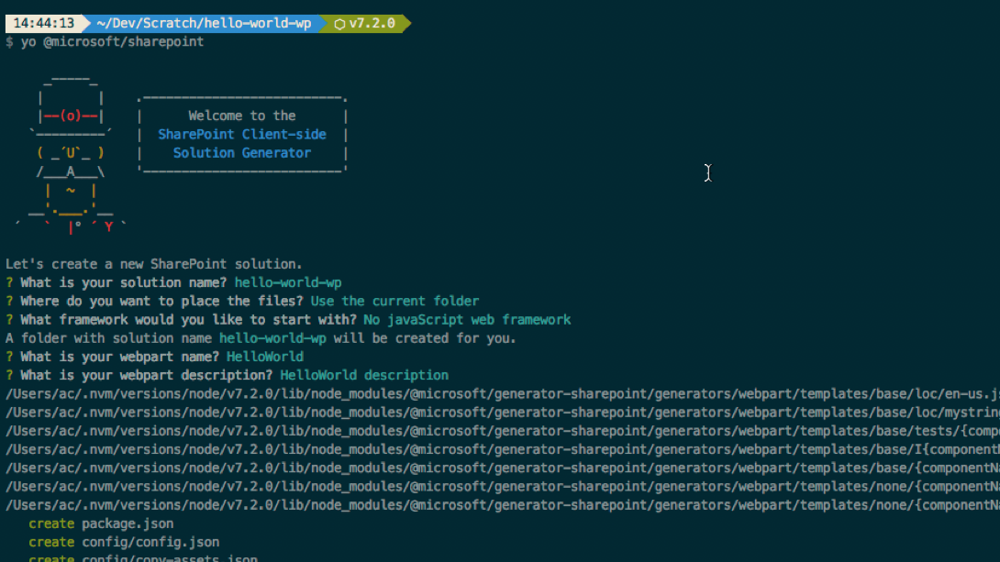 14:44:13 ~/Dev/Scratch/hello-world-wp ⬡ v7.2.0
$ yo @microsoft/sharepoint
Welcome to the
SharePoint Client-side
Solution Generator
Let's create a new SharePoint solution.
? What is your solution name? hello-world-wp
? Where do you want to place the files? Use the current folder
? What framework would you like to start with? No javaScript web framework
A folder with solution name hello-world-wp will be created for you.
? What is your webpart name? HelloWorld
? What is your webpart description? HelloWorld description
/Users/ac/.nvm/versions/node/v7.2.0/lib/node_modules/@microsoft/generator-sharepoint/generators/webpart/templates/base/loc/en-us.js
/Users/ac/.nvm/versions/node/v7.2.0/lib/node_modules/@microsoft/generator-sharepoint/generators/webpart/templates/base/loc/mystrin
/Users/ac/.nvm/versions/node/v7.2.0/lib/node_modules/@microsoft/generator-sharepoint/generators/webpart/templates/base/tests/{comp
/Users/ac/.nvm/versions/node/v7.2.0/lib/node_modules/@microsoft/generator-sharepoint/generators/webpart/templates/base/I{componentN
/Users/ac/.nvm/versions/node/v7.2.0/lib/node_modules/@microsoft/generator-sharepoint/generators/webpart/templates/base/{componentNa
/Users/ac/.nvm/versions/node/v7.2.0/lib/node_modules/@microsoft/generator-sharepoint/generators/webpart/templates/none/{componentNa
/Users/ac/.nvm/versions/node/v7.2.0/lib/node_modules/@microsoft/generator-sharepoint/generators/webpart/templates/none/{componentNa
create package.json
create config/config.json
create config/copy-assets.json